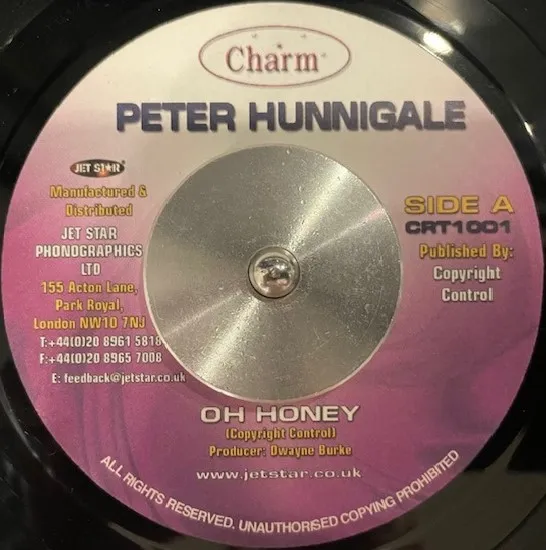 Charm
PETER HUNNIGALE
JET STAR
Manufactured &
Distributed
JET STAR
PHONOGRAPHICS
LTD
155 Acton Lane,
Park Royal,
London NW10 7NJ
T:+44(0)20 8961 5818
F:+44(0)20 8965 7008
E: feedback@jetstar.co.uk
SIDE A
CRT1001
Published By:
Copyright
Control
OH HONEY
(Copyright Control)
Producer: Dwayne Burke
www.jetstar.co.uk
ALL RIGHTS RESERVED. UNAUTHORISED COPYING PROHIBITED